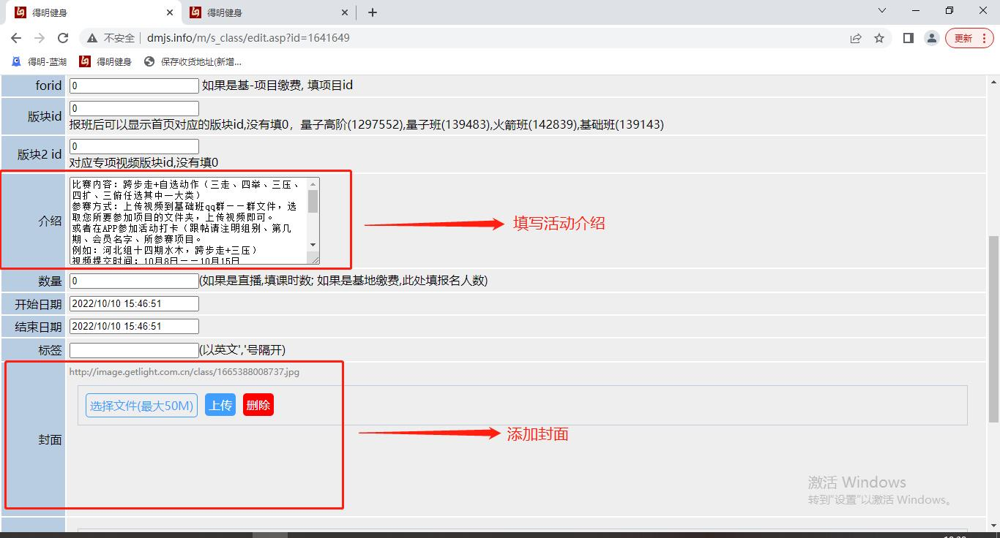 得明健身
得明健身
不安全
dmjs.info/m/s_class/edit.asp?id=1641649
更新
得明-蓝湖
得明健身
保存收货地址(新增...
forid
0
如果是基-项目缴费, 填项目id
版块id
0
报班后可以显示首页对应的版块id,没有填0，量子高阶(1297552),量子班(139483),火箭班(142839),基础班(139143)
版块2 id
0
对应专项视频版块id,没有填0
介绍
比赛内容：跨步走+自选动作（三走、四举、三压、
四扩、三俯任选其中一大类）
参赛方式：上传视频到基础班qq群——群文件，选
取您所要参加项目的文件夹，上传视频即可。
或者在APP参加活动打卡（跟帖请注明组别、第几
期、会员名字、所参赛项目。
例如：河北组十四期水木，跨步走+三压）
视频提交时间：10月8日——10月15日
填写活动介绍
数量
0
(如果是直播,填课时数; 如果是基地缴费,此处填报名人数)
开始日期
2022/10/10 15:46:51
结束日期
2022/10/10 15:46:51
标签
(以英文','号隔开)
封面
http://image.getlight.com.cn/class/1665388008737.jpg
选择文件(最大50M)
上传
删除
添加封面
激活 Windows
转到"设置"以激活 Windows。